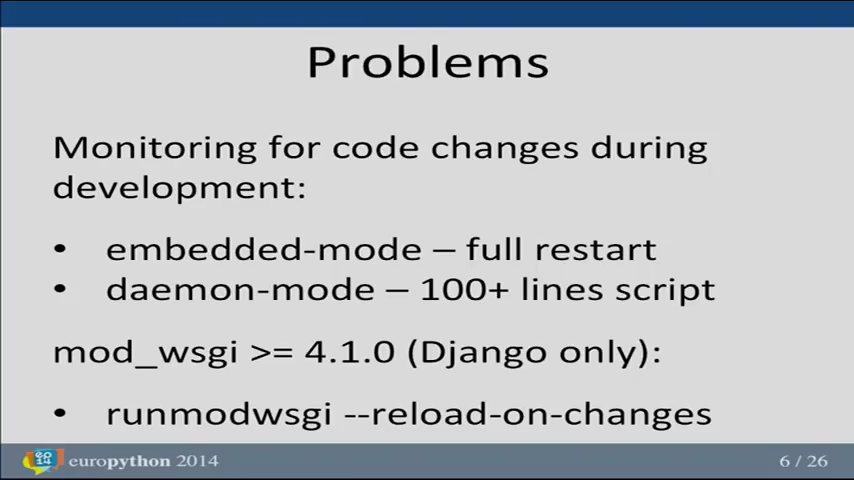 Problems
Monitoring for code changes during
development:
• embedded-mode – full restart
• daemon-mode – 100+ lines script
mod_wsgi >= 4.1.0 (Django only):
• runmodwsgi --reload-on-changes
europython 2014
6 / 26